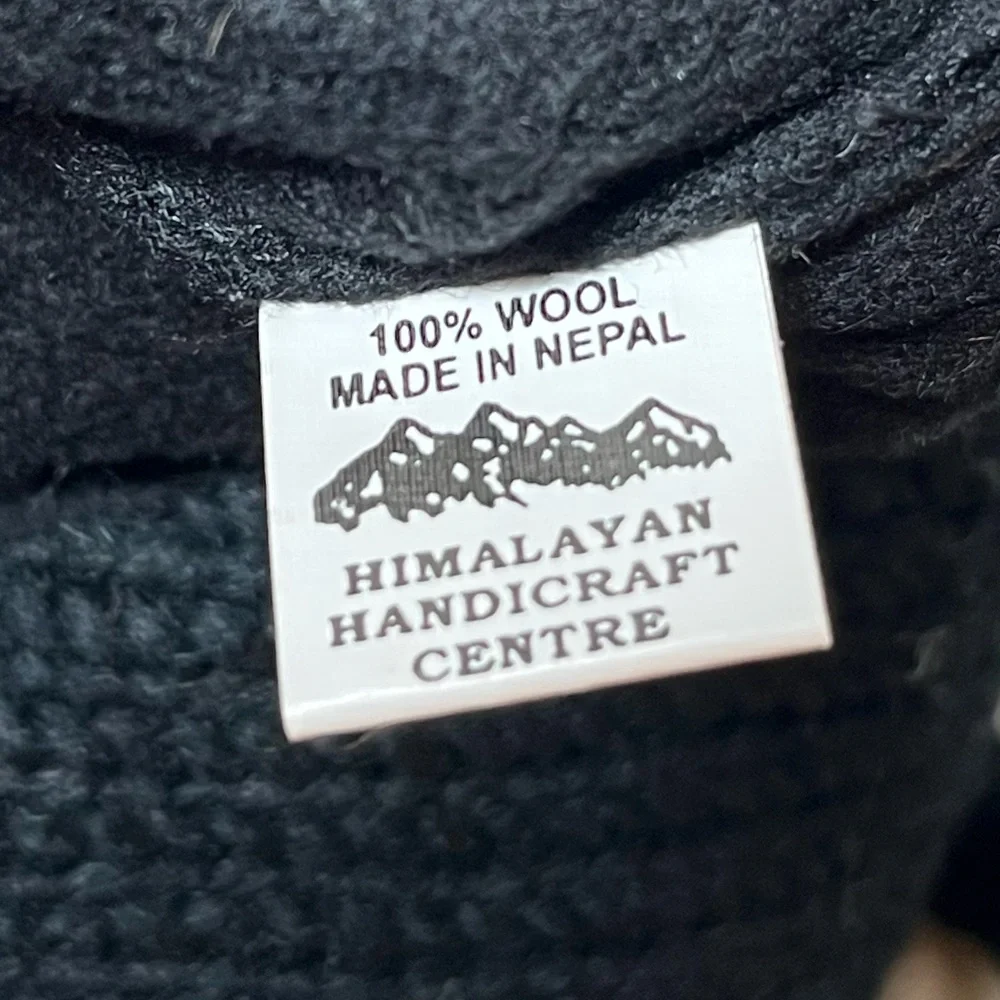 100% WOOL
MADE IN NEPAL
HIMALAYAN
HANDICRAFT
CENTRE